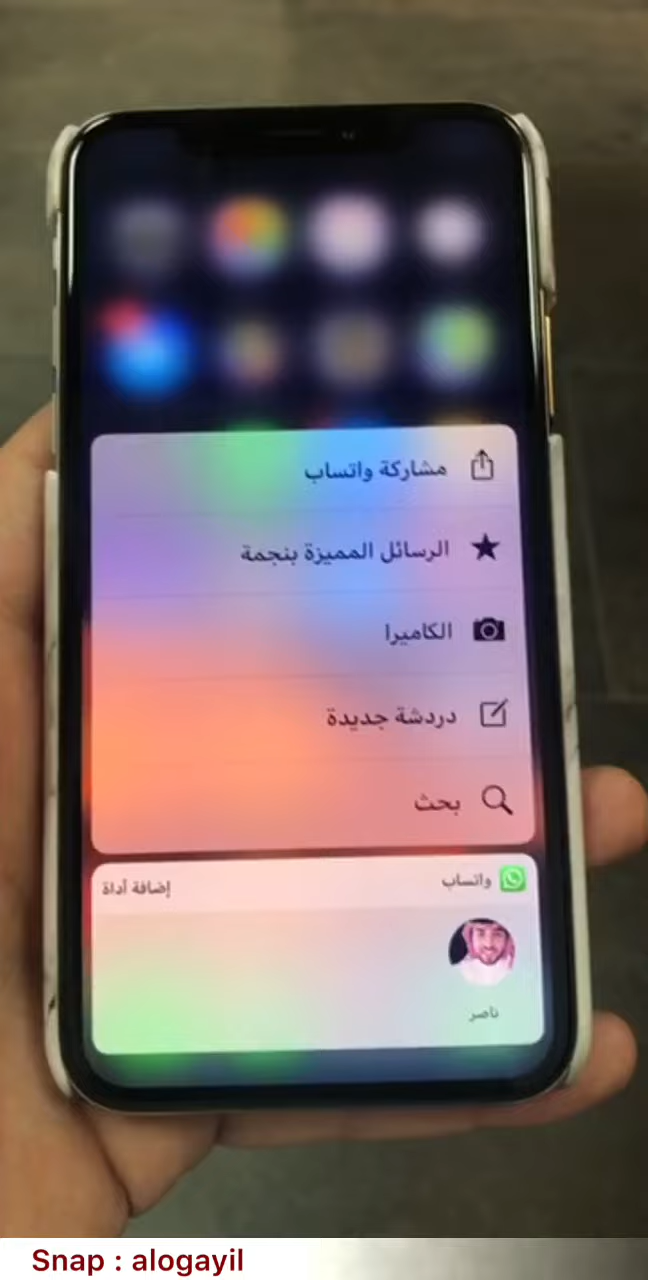 مشاركة واتساب
الرسائل المميزة بنجمة
الكاميرا
دردشة جديدة
بحث
واتساب
إضافة أداة
ناصر
Snap : alogayil